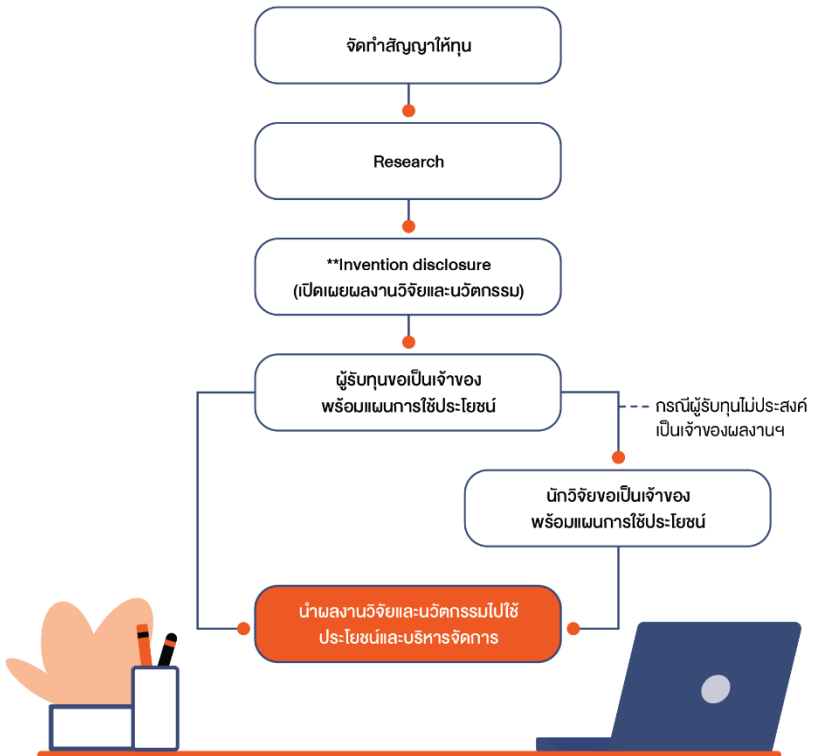 จัดทำสัญญาให้ทุน
Research
**Invention disclosure
(เปิดเผยผลงานวิจัยและนวัตกรรม)
ผู้รับทุนขอเป็นเจ้าของ
พร้อมแผนการใช้ประโยชน์
กรณีผู้รับทุนไม่ประสงค์
เป็นเจ้าของผลงานฯ
นักวิจัยขอเป็นเจ้าของ
พร้อมแผนการใช้ประโยชน์
นำผลงานวิจัยและนวัตกรรมไปใช้
ประโยชน์และบริหารจัดการ